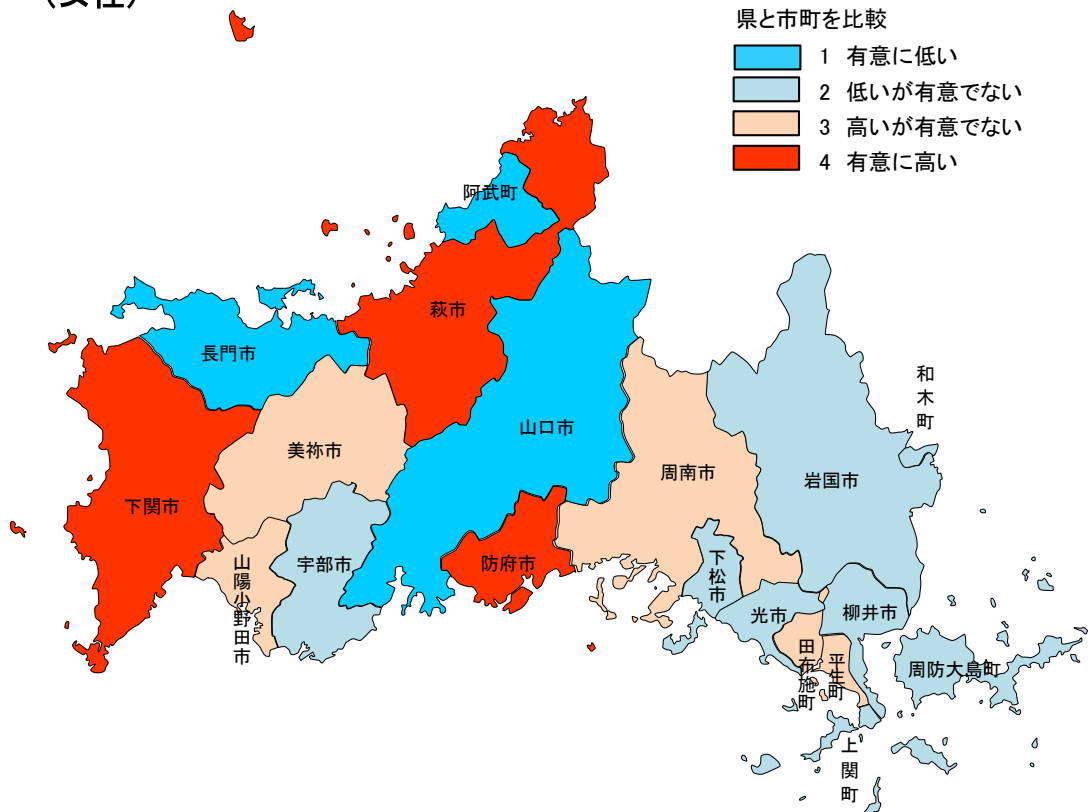 （女性）
県と市町を比較
1 有意に低い
2 低いが有意でない
3 高いが有意でない
4 有意に高い
阿武町
萩市
長門市
和木町
山口市
美祢市
周南市
岩国市
下関市
宇部市
防府市
山陽小野田市
下松市
光市
柳井市
田布施町
平生町
周防大島町
上関町